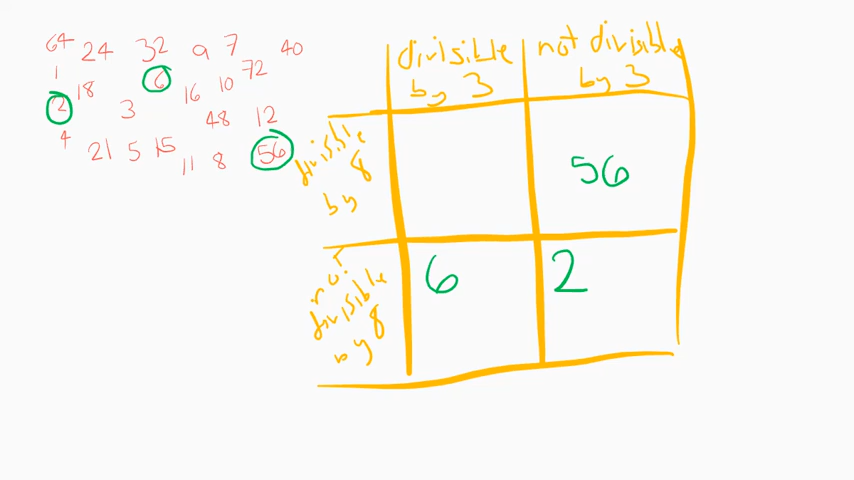 64 24 32 9 7 40
1 18 6 16 10 72
2 3 48 12
4 21 5 15 11 8 56
divisible by 3
not divisible by 3
divisible
8
by
56
not
divisible
by 8
6 2